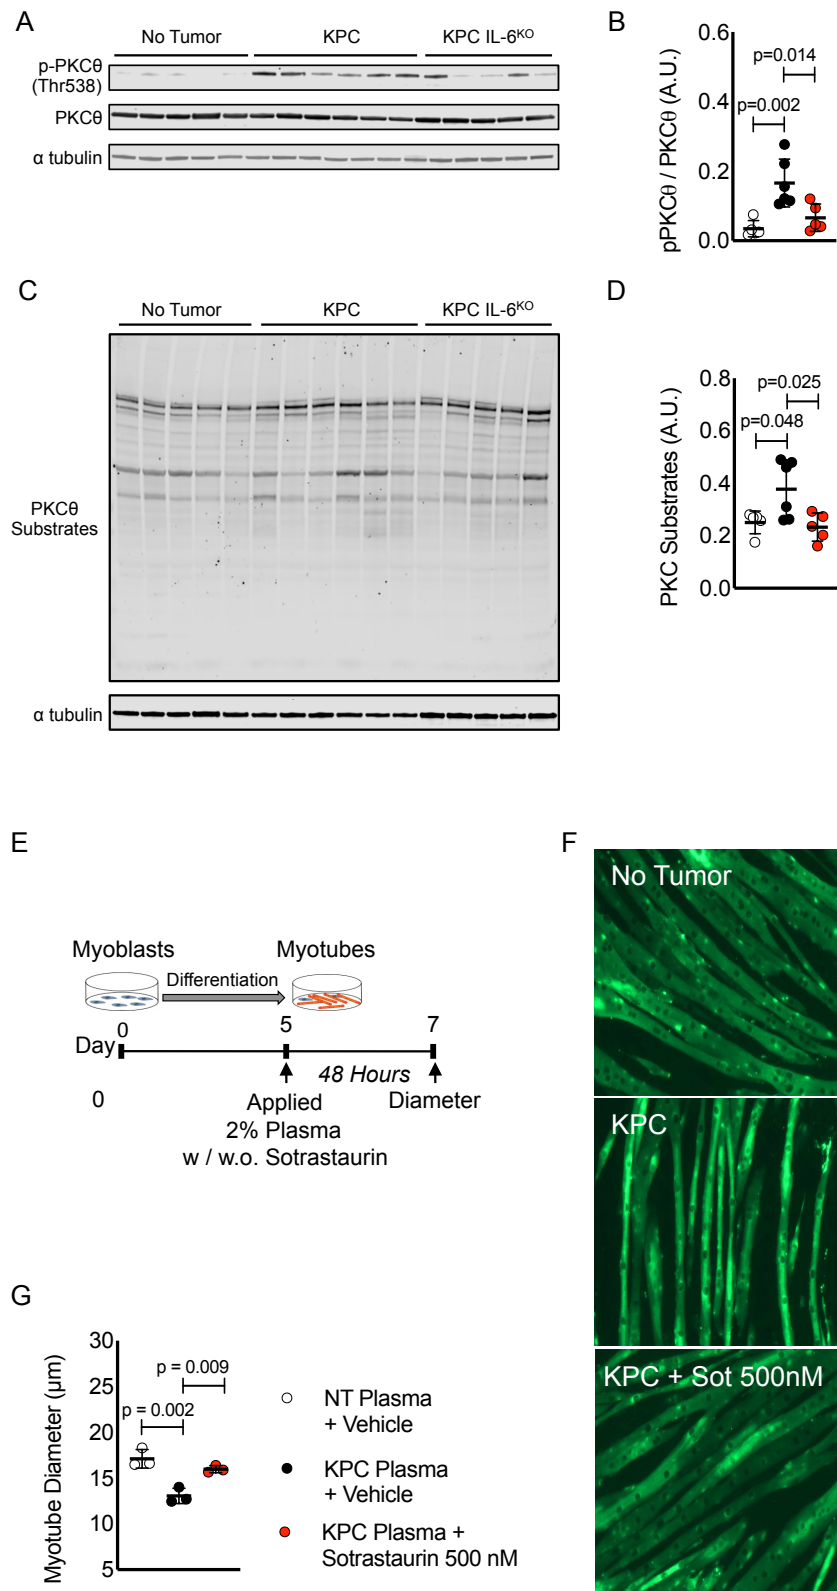 A
No Tumor
KPC
KPC IL-6ᴷᴼ
p-PKCθ
(Thr538)
PKCθ
α tubulin
B
pPKCθ / PKCθ (A.U.)
0.6
0.4
0.2
0.0
p=0.014
p=0.002
C
No Tumor
KPC
KPC IL-6ᴷᴼ
PKCθ
Substrates
α tubulin
D
PKC Substrates (A.U.)
0.8
0.6
0.4
0.2
0.0
p=0.025
p=0.048
E
Myoblasts
Myotubes
Differentiation
0
5
7
Day
48 Hours
0
Applied
Diameter
2% Plasma
w / w.o. Sotrastaurin
F
No Tumor
KPC
KPC + Sot 500nM
G
Myotube Diameter (μm)
30
25
20
15
10
5
p = 0.009
p = 0.002
NT Plasma
+ Vehicle
KPC Plasma
+ Vehicle
KPC Plasma +
Sotrastaurin 500 nM